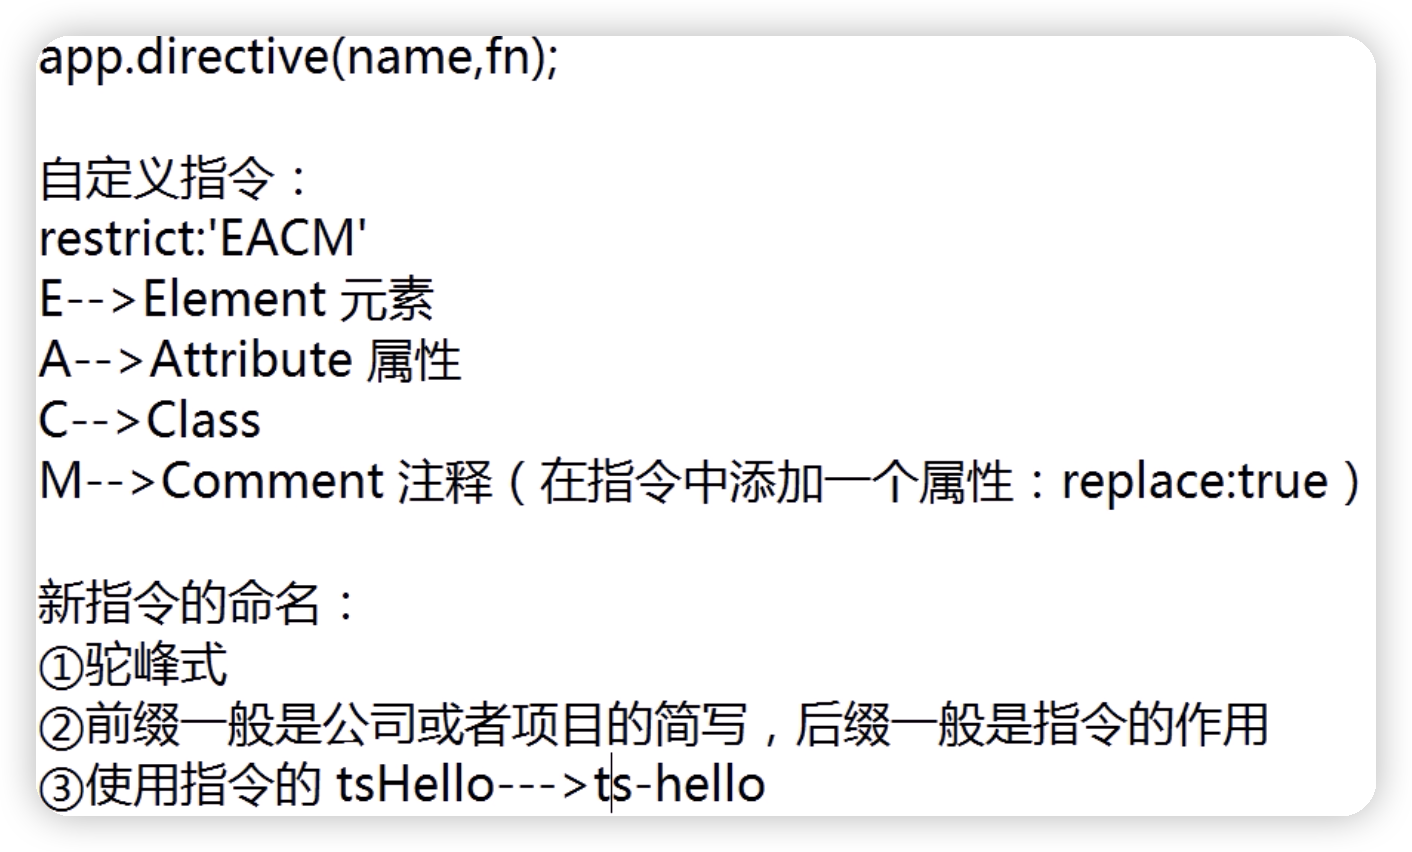 app.directive(name,fn);
自定义指令：
restrict:'EACM'
E-->Element 元素
A-->Attribute 属性
C-->Class
M-->Comment 注释（在指令中添加一个属性：replace:true）
新指令的命名：
①驼峰式
②前缀一般是公司或者项目的简写，后缀一般是指令的作用
③使用指令的 tsHello--->ts-hello